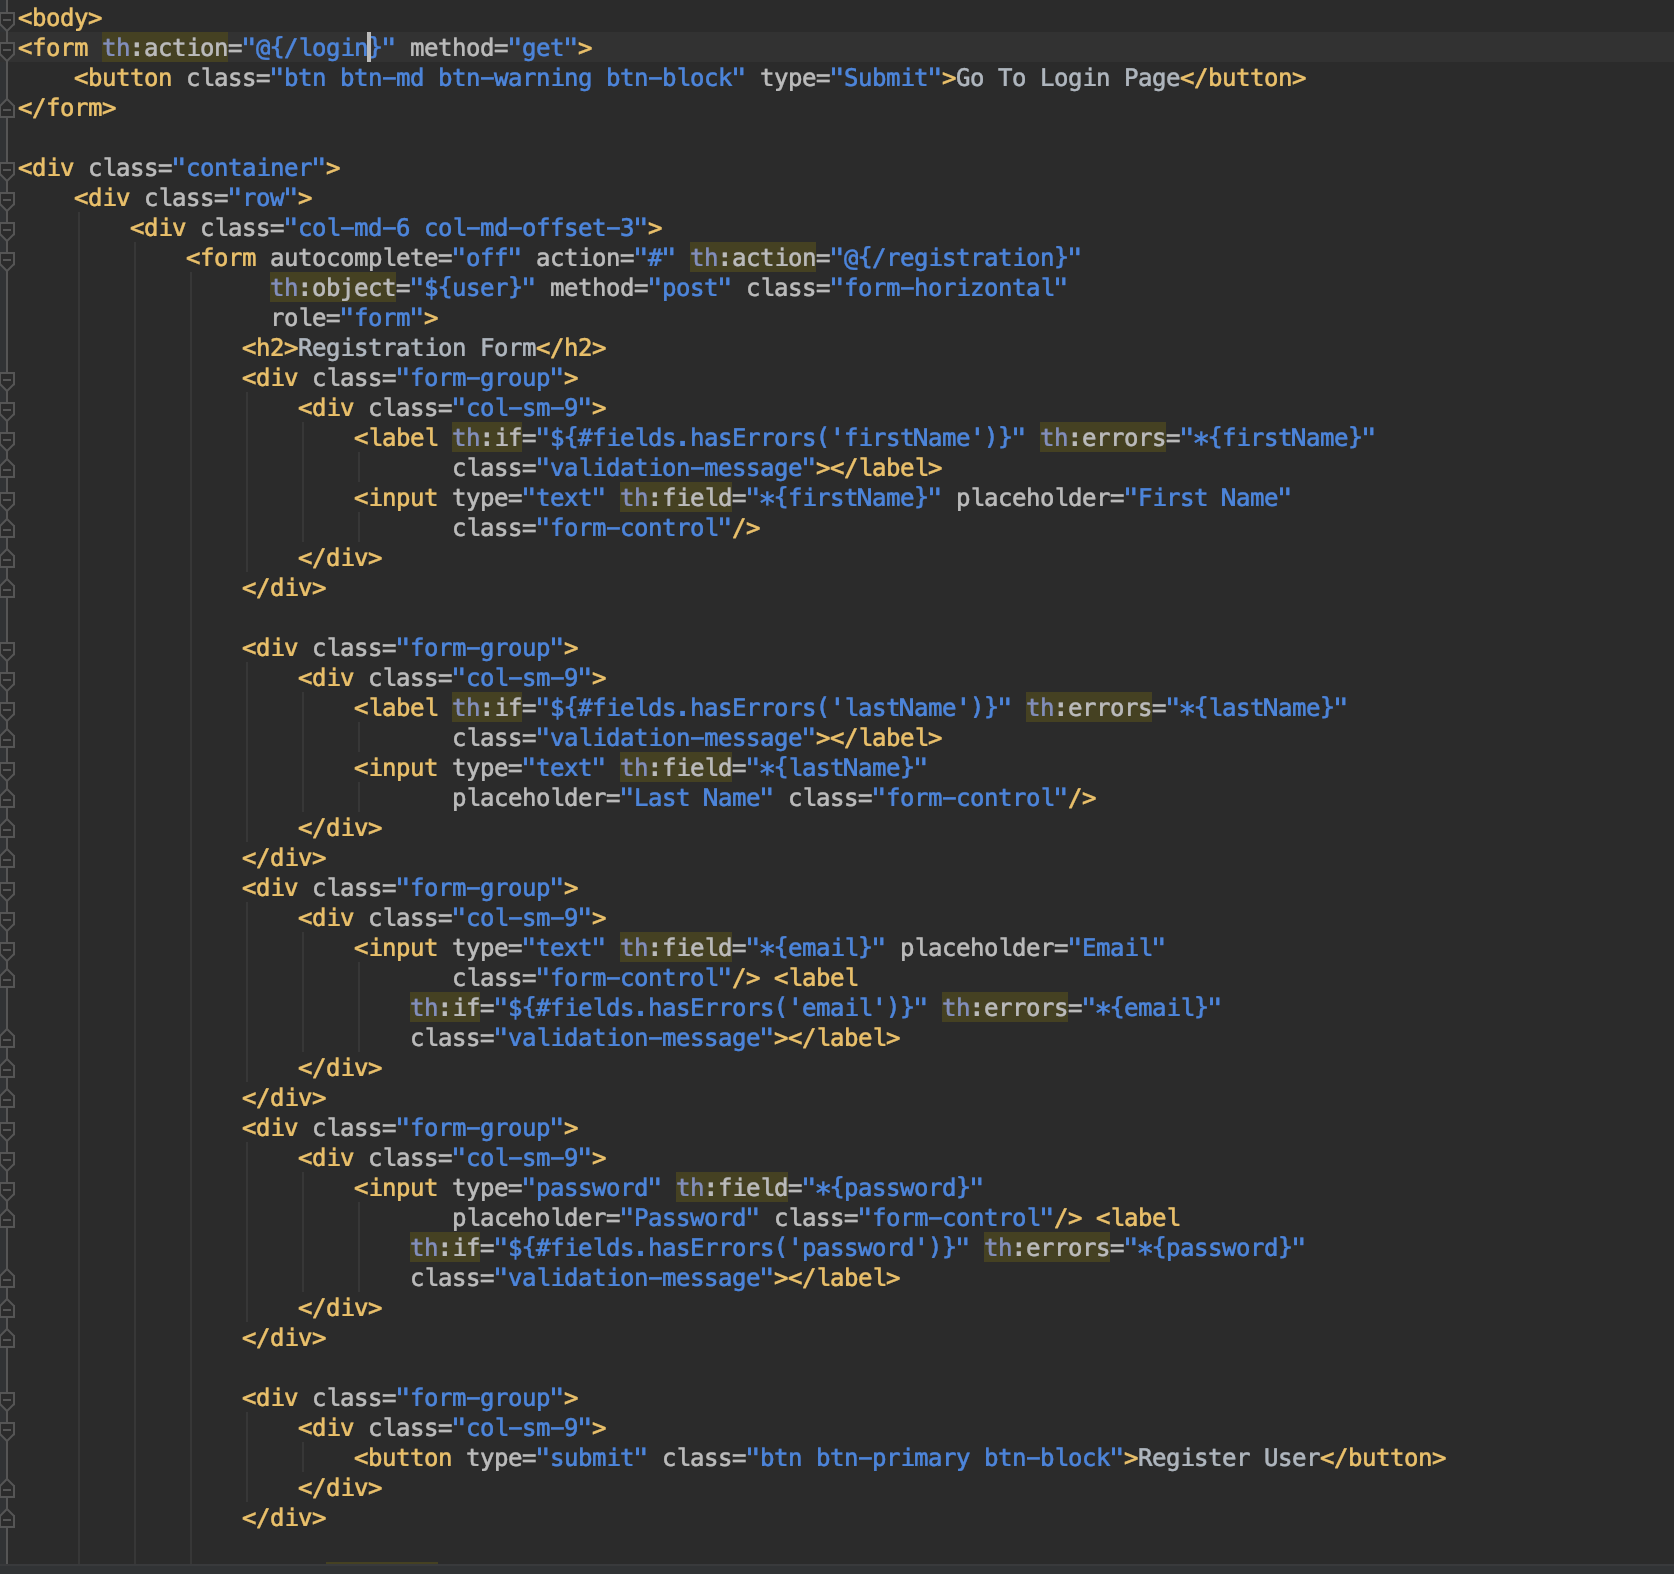 <body>
<form th:action="@{/login}" method="get">
    <button class="btn btn-md btn-warning btn-block" type="Submit">Go To Login Page</button>
</form>

<div class="container">
    <div class="row">
        <div class="col-md-6 col-md-offset-3">
            <form autocomplete="off" action="#" th:action="@{/registration}"
                  th:object="${user}" method="post" class="form-horizontal"
                  role="form">
                <h2>Registration Form</h2>
                <div class="form-group">
                    <div class="col-sm-9">
                        <label th:if="${#fields.hasErrors('firstName')}" th:errors="*{firstName}"
                               class="validation-message"></label>
                        <input type="text" th:field="*{firstName}" placeholder="First Name"
                               class="form-control"/>
                    </div>
                </div>

                <div class="form-group">
                    <div class="col-sm-9">
                        <label th:if="${#fields.hasErrors('lastName')}" th:errors="*{lastName}"
                               class="validation-message"></label>
                        <input type="text" th:field="*{lastName}"
                               placeholder="Last Name" class="form-control"/>
                    </div>
                </div>
                <div class="form-group">
                    <div class="col-sm-9">
                        <input type="text" th:field="*{email}" placeholder="Email"
                               class="form-control"/> <label
                            th:if="${#fields.hasErrors('email')}" th:errors="*{email}"
                            class="validation-message"></label>
                    </div>
                </div>
                <div class="form-group">
                    <div class="col-sm-9">
                        <input type="password" th:field="*{password}"
                               placeholder="Password" class="form-control"/> <label
                            th:if="${#fields.hasErrors('password')}" th:errors="*{password}"
                            class="validation-message"></label>
                    </div>
                </div>

                <div class="form-group">
                    <div class="col-sm-9">
                        <button type="submit" class="btn btn-primary btn-block">Register User</button>
                    </div>
                </div>